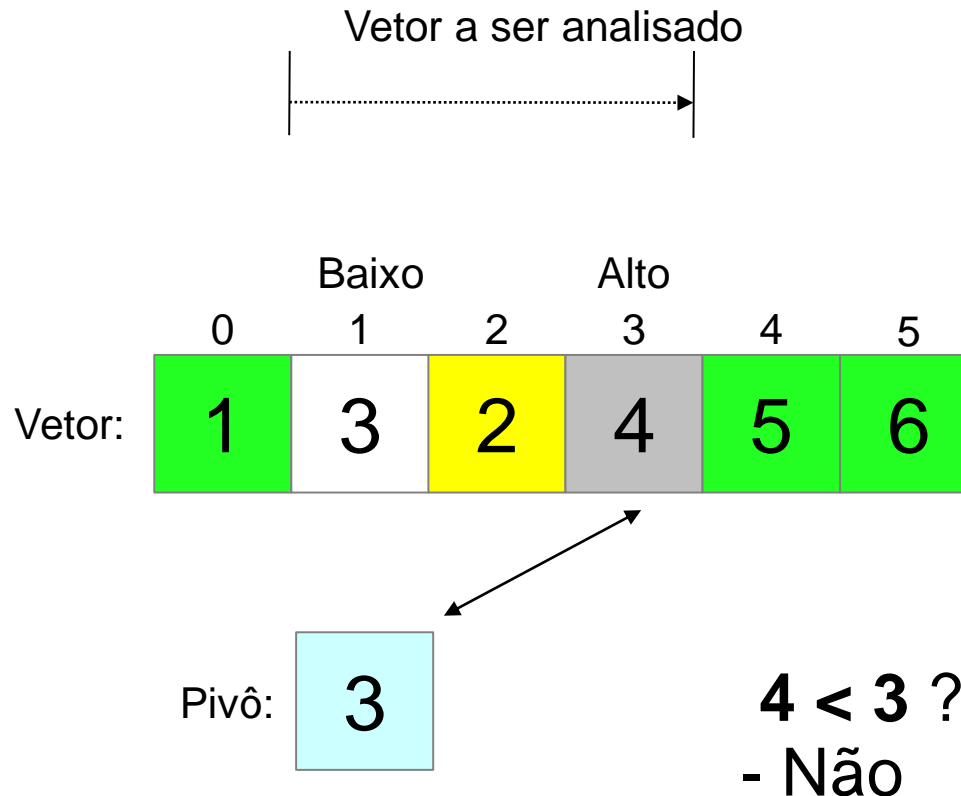 Vetor a ser analisado
Baixo Alto
0 1 2 3 4 5
Vetor: 1 3 2 4 5 6
Pivô: 3
4 < 3 ?
- Não